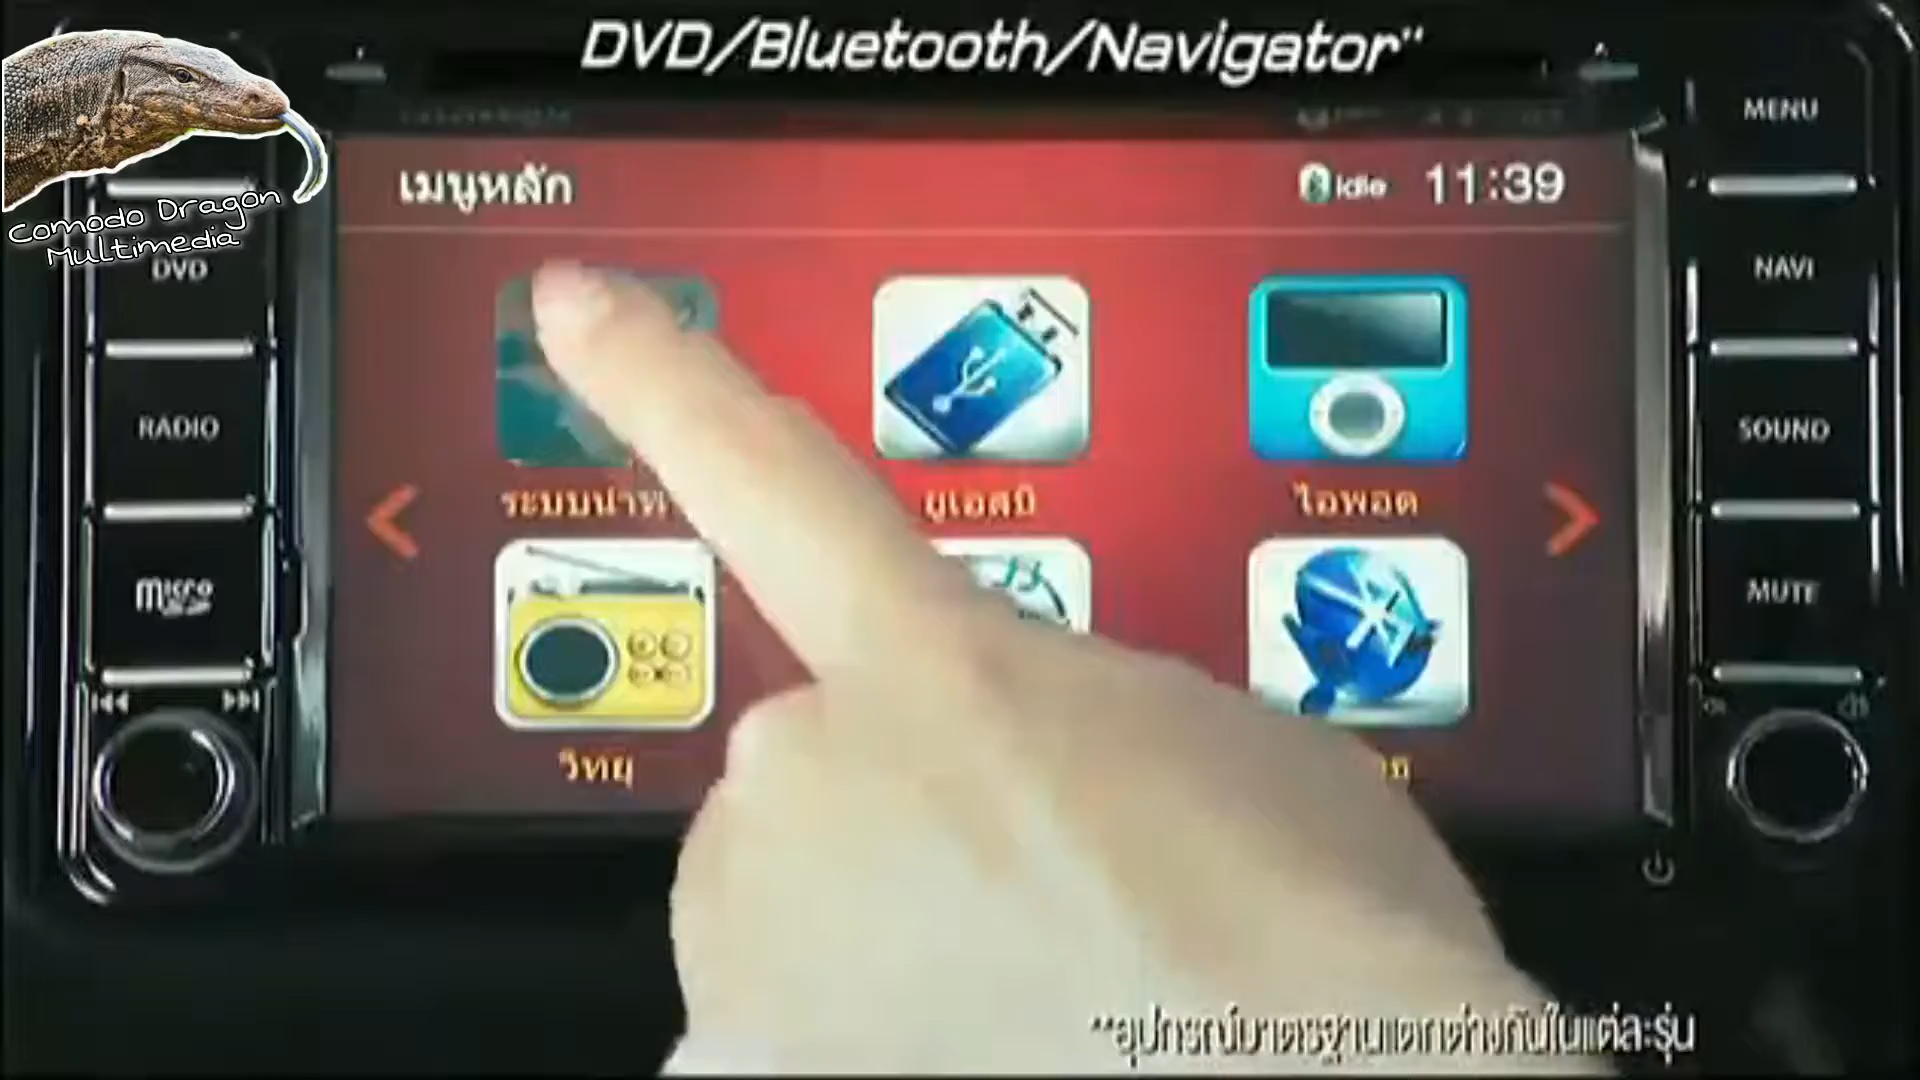 DVD/Bluetooth/Navigator**
Comodo Dragon
Multimedia
เมนูหลัก
idle 11:39
MENU
DVD
NAVI
RADIO
SOUND
micro
MUTE
ยูเอสบี
ไอพอด
วิทยุ
**อุปกรณ์มาตรฐานแตกต่างกันในแต่ละรุ่น